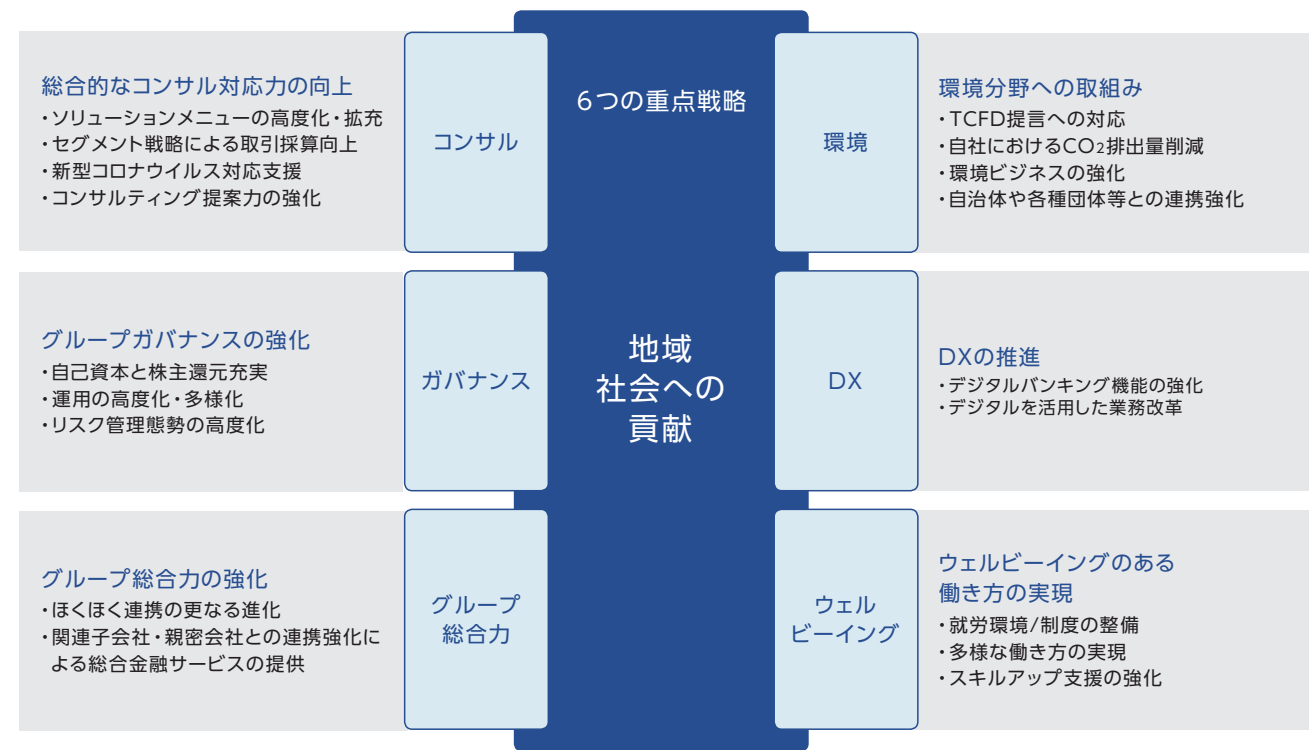 6つの重点戦略
地域
社会への
貢献
コンサル
総合的なコンサル対応力の向上
・ソリューションメニューの高度化・拡充
・セグメント戦略による取引採算向上
・新型コロナウイルス対応支援
・コンサルティング提案力の強化
ガバナンス
グループガバナンスの強化
・自己資本と株主還元充実
・運用の高度化・多様化
・リスク管理態勢の高度化
グループ
総合力
グループ総合力の強化
・ほくほく連携の更なる進化
・関連子会社・親密会社との連携強化に
よる総合金融サービスの提供
環境
環境分野への取組み
・TCFD提言への対応
・自社におけるCO₂排出量削減
・環境ビジネスの強化
・自治体や各種団体等との連携強化
DX
DXの推進
・デジタルバンキング機能の強化
・デジタルを活用した業務改革
ウェル
ビーイング
ウェルビーイングのある
働き方の実現
・就労環境/制度の整備
・多様な働き方の実現
・スキルアップ支援の強化